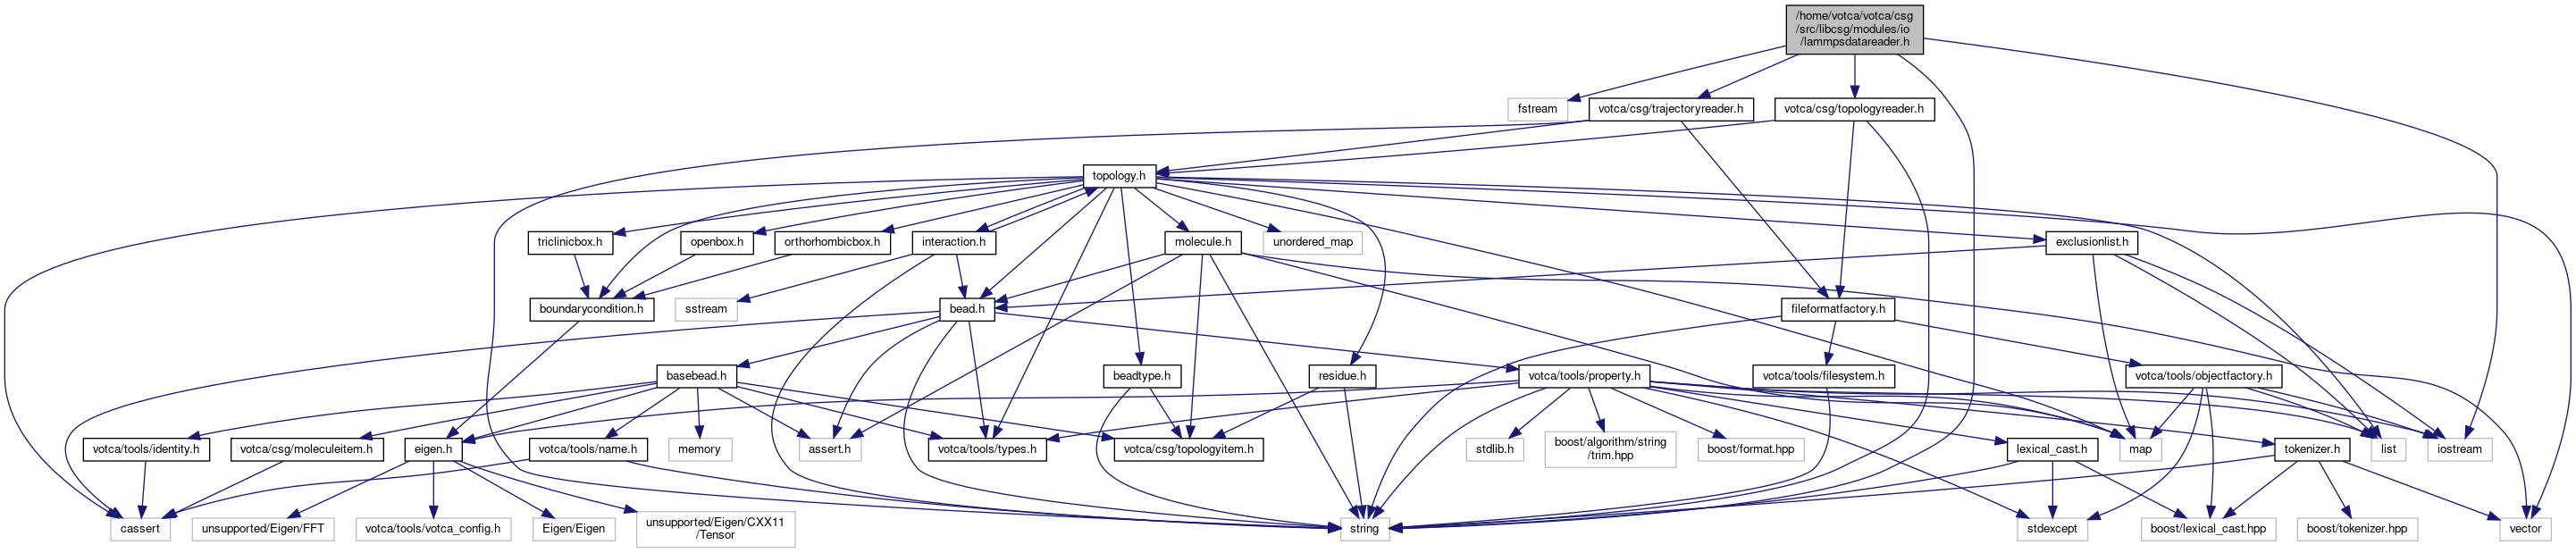 /home/votca/votca/csg
/src/libcsg/modules/io
/lammpsdatareader.h
fstream
votca/csg/trajectoryreader.h
votca/csg/topologyreader.h
topology.h
triclinicbox.h
openbox.h
orthorhombicbox.h
interaction.h
molecule.h
unordered_map
exclusionlist.h
boundarycondition.h
sstream
bead.h
fileformatfactory.h
basebead.h
beadtype.h
residue.h
votca/tools/property.h
votca/tools/filesystem.h
votca/tools/objectfactory.h
votca/tools/identity.h
votca/csg/moleculeitem.h
eigen.h
votca/tools/name.h
memory
assert.h
votca/tools/types.h
votca/csg/topologyitem.h
stdlib.h
boost/algorithm/string
/trim.hpp
boost/format.hpp
lexical_cast.h
map
tokenizer.h
list
iostream
cassert
unsupported/Eigen/FFT
votca/tools/votca_config.h
Eigen/Eigen
unsupported/Eigen/CXX11
/Tensor
string
stdexcept
boost/lexical_cast.hpp
boost/tokenizer.hpp
vector